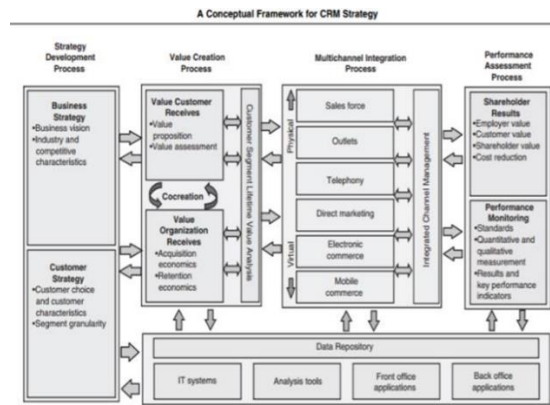 A Conceptual Framework for CRM Strategy
Strategy
Development
Process
Value Creation
Process
Multichannel Integration
Process
Performance
Assessment
Process
Business
Strategy
•Business vision
•Industry and
competitive
characteristics
Customer
Strategy
•Customer choice
and customer
characteristics
•Segment granularity
Value Customer
Receives
•Value
proposition
•Value assessment
Cocreation
Value
Organization
Receives
•Acquisition
economics
•Retention
economics
Customer Segment Lifetime Value Analysis
Physical
Virtual
Sales force
Outlets
Telephony
Direct marketing
Electronic
commerce
Mobile
commerce
Integrated Channel Management
Shareholder
Results
•Employer value
•Customer value
•Shareholder value
•Cost reduction
Performance
Monitoring
•Standards
•Quantitative and
qualitative
measurement
•Results and
key performance
indicators
Data Repository
IT systems
Analysis tools
Front office
applications
Back office
applications